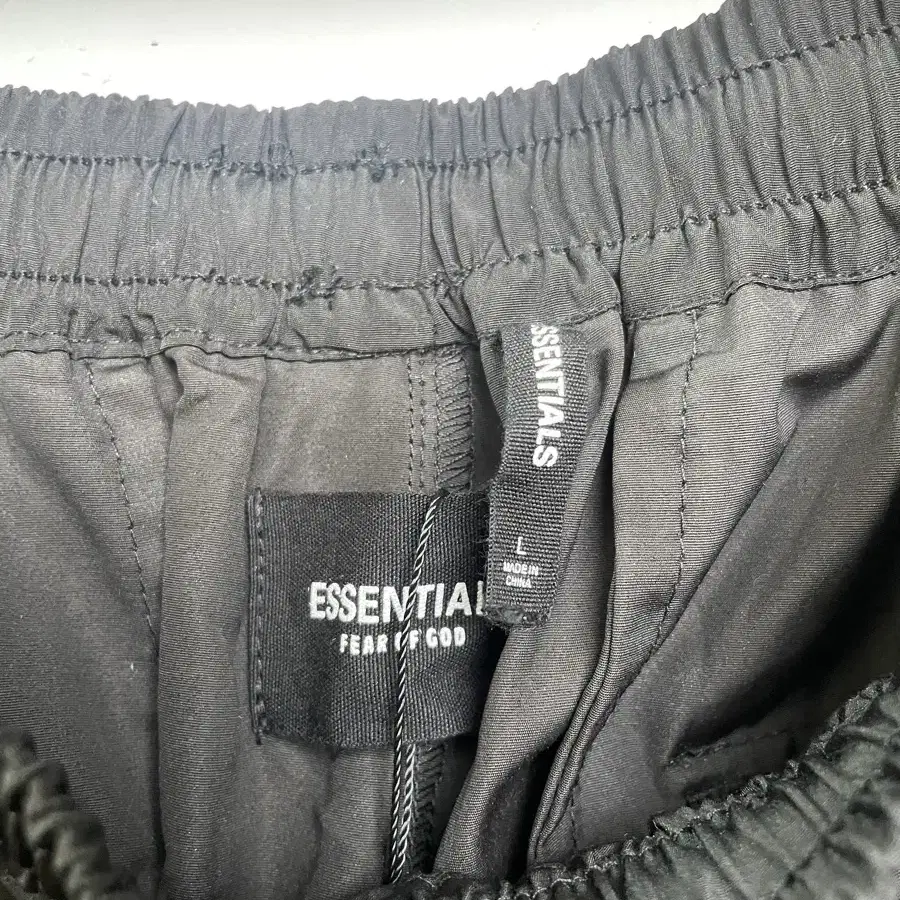 SSENTIALS
L
MADE IN
CHINA
ESSENTIAL
FEAR OF GOD